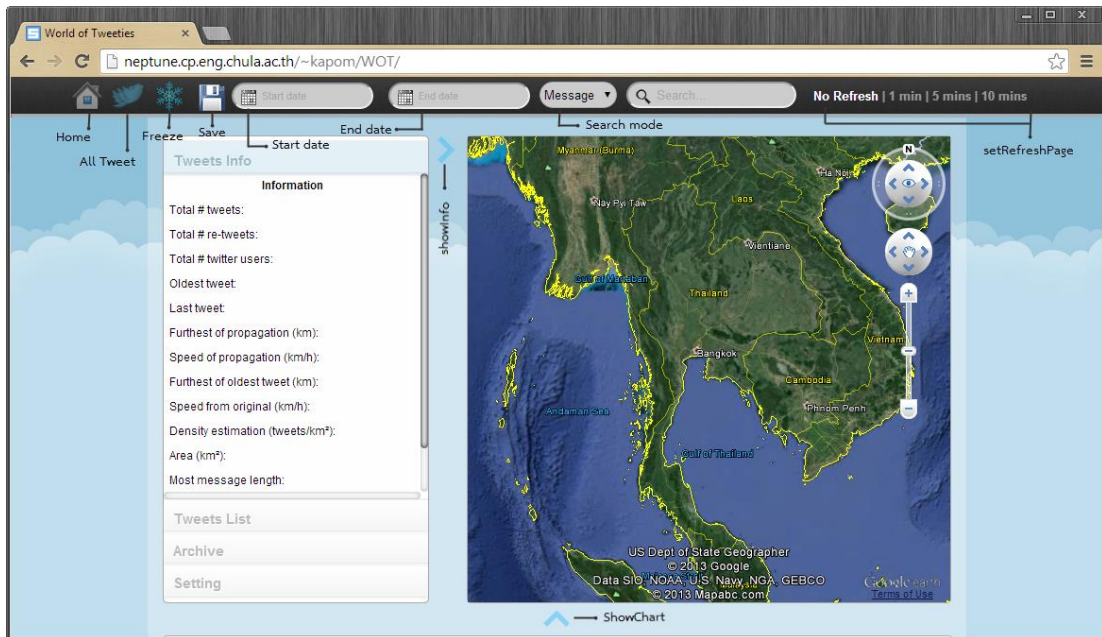 World of Tweeties
neptune.cp.eng.chula.ac.th/~kapom/WOT/
Start date
End date
Message
Search...
No Refresh | 1 min | 5 mins | 10 mins
Home
All Tweet
Freeze
Save
Start date
End date
Search mode
setRefreshPage
Tweets Info
Information
Total # tweets:
Total # re-tweets:
Total # twitter users:
Oldest tweet:
Last tweet:
Furthest of propagation (km):
Speed of propagation (km/h):
Furthest of oldest tweet (km):
Speed from original (km/h):
Density estimation (tweets/km²):
Area (km²):
Most message length:
Tweets List
Archive
Setting
showInfo
Myanmar (Burma)
N
Ha Noi
Nay Pyi Taw
Laos
Vientiane
Thailand
Bangkok
Vietnam
Cambodia
Phnom Penh
Andaman Sea
Gulf of Thailand
US Dept of State Geographer
© 2013 Google
Data SIO, NOAA, U.S. Navy, NGA, GEBCO
© 2013 Mapabc.com
Google earth
Terms of Use
ShowChart